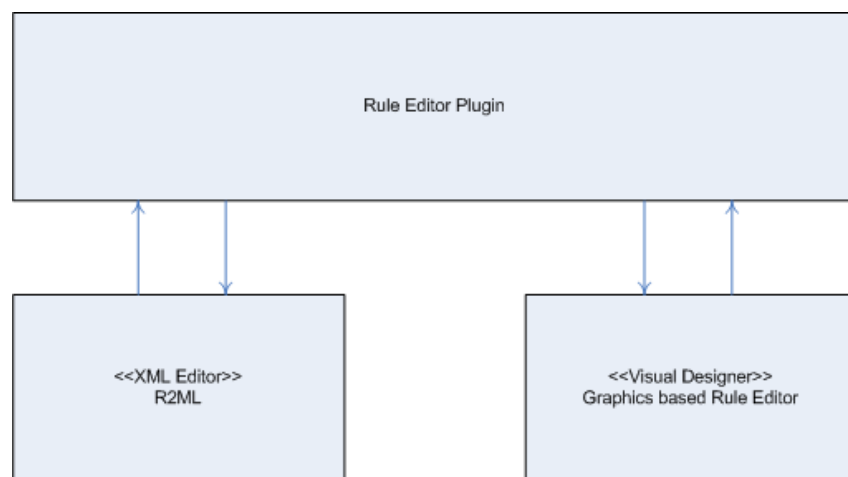 Rule Editor Plugin
<<XML Editor>>
R2ML
<<Visual Designer>>
Graphics based Rule Editor